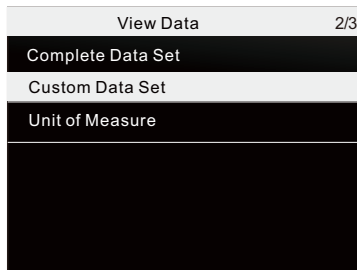 View Data 2/3
Complete Data Set
Custom Data Set
Unit of Measure